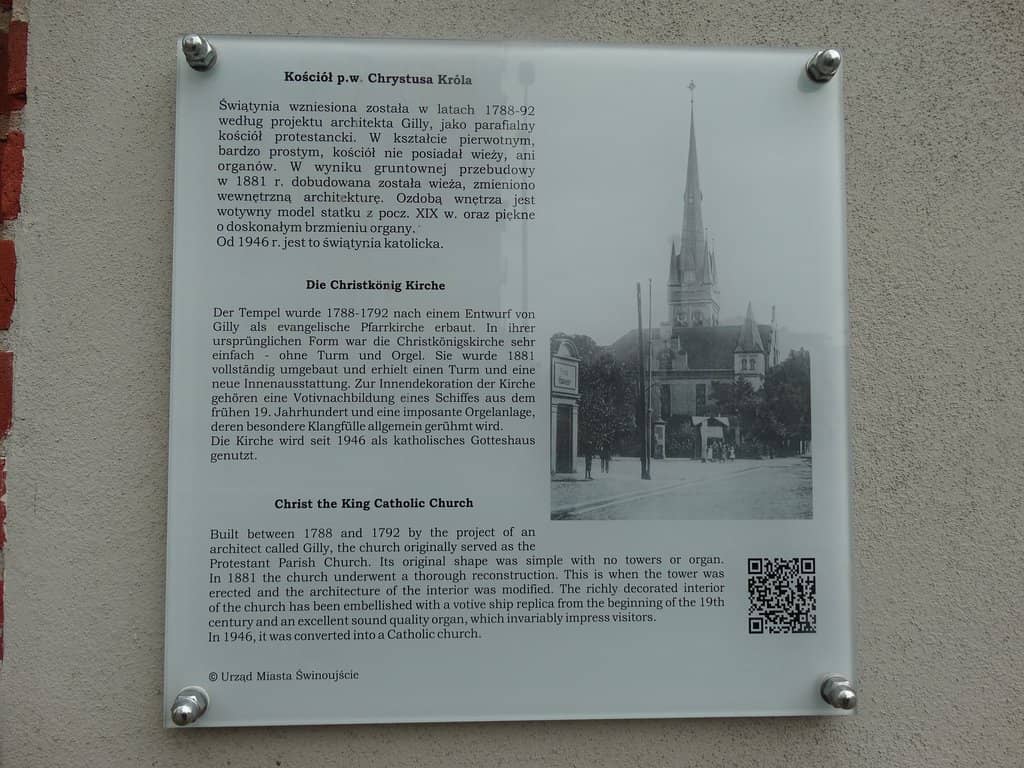 Kościół p.w. Chrystusa Króla
Świątynia wzniesiona została w latach 1788-92
według projektu architekta Gilly, jako parafialny
kościół protestancki. W kształcie pierwotnym,
bardzo prostym, kościół nie posiadał wieży, ani
organów. W wyniku gruntownej przebudowy
w 1881 r. dobudowana została wieża, zmieniono
wewnętrzną architekturę. Ozdobą wnętrza jest
wotywny model statku z pocz. XIX w. oraz piękne
o doskonałym brzmieniu organy.
Od 1946 r. jest to świątynia katolicka.
Die Christkönig Kirche
Der Tempel wurde 1788-1792 nach einem Entwurf von
Gilly als evangelische Pfarrkirche erbaut. In ihrer
ursprünglichen Form war die Christkönigskirche sehr
einfach - ohne Turm und Orgel. Sie wurde 1881
vollständig umgebaut und erhielt einen Turm und eine
neue Innenausstattung. Zur Innendekoration der Kirche
gehören eine Votivnachbildung eines Schiffes aus dem
frühen 19. Jahrhundert und eine imposante Orgelanlage,
deren besondere Klangfülle allgemein gerühmt wird.
Die Kirche wird seit 1946 als katholisches Gotteshaus
genutzt.
Christ the King Catholic Church
Built between 1788 and 1792 by the project of an
architect called Gilly, the church originally served as the
Protestant Parish Church. Its original shape was simple with no towers or organ.
In 1881 the church underwent a thorough reconstruction. This is when the tower was
erected and the architecture of the interior was modified. The richly decorated interior
of the church has been embellished with a votive ship replica from the beginning of the 19th
century and an excellent sound quality organ, which invariably impress visitors.
In 1946, it was converted into a Catholic church.
© Urząd Miasta Świnoujście